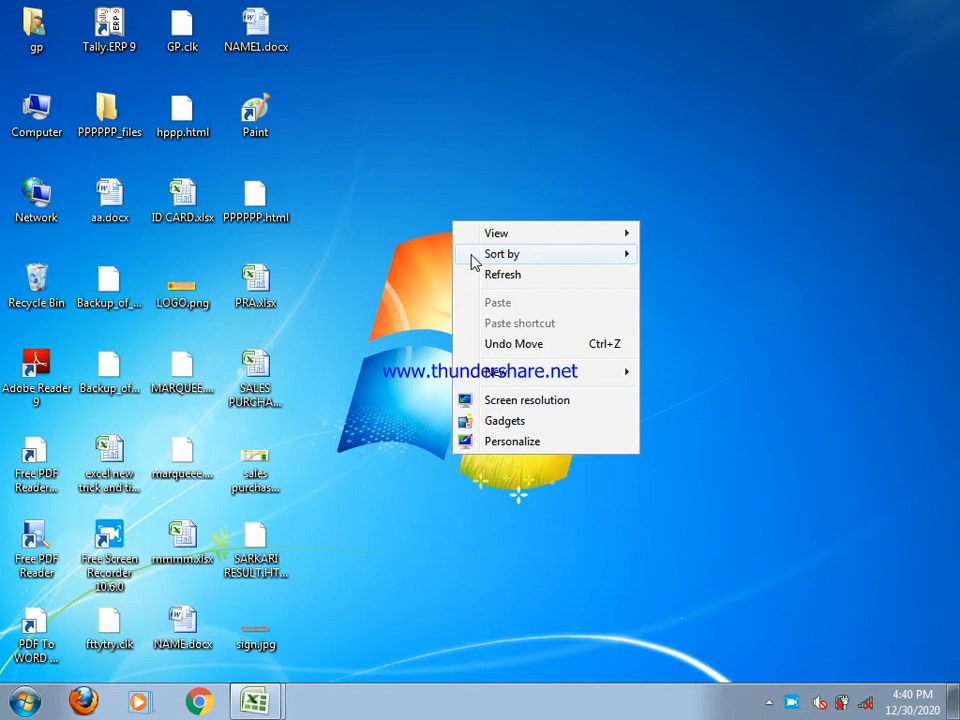 gp
Tally.ERP 9
GP.clk
NAME1.docx
Computer
PPPPPP_files
hppp.html
Paint
Network
aa.docx
ID CARD.xlsx
PPPPPP.html
Recycle Bin
Backup_of_...
LOGO.png
PRA.xlsx
Adobe Reader
9
Backup_of...
MARQUEE....
SALES
PURCHA...
Free PDF
Reader...
excel new
trick and ti...
marqueee....
sales
purchas...
Free PDF
Reader
Free Screen
Recorder
10.6.0
mmmm.xlsx
SARKARI
RESULT.HT...
PDF To
WORD ...
fttytry.clk
NAME.docx
sign.jpg
View
Sort by
Refresh
Paste
Paste shortcut
Undo Move Ctrl+Z
New
www.thundershare.net
Screen resolution
Gadgets
Personalize
4:40 PM
12/30/2020